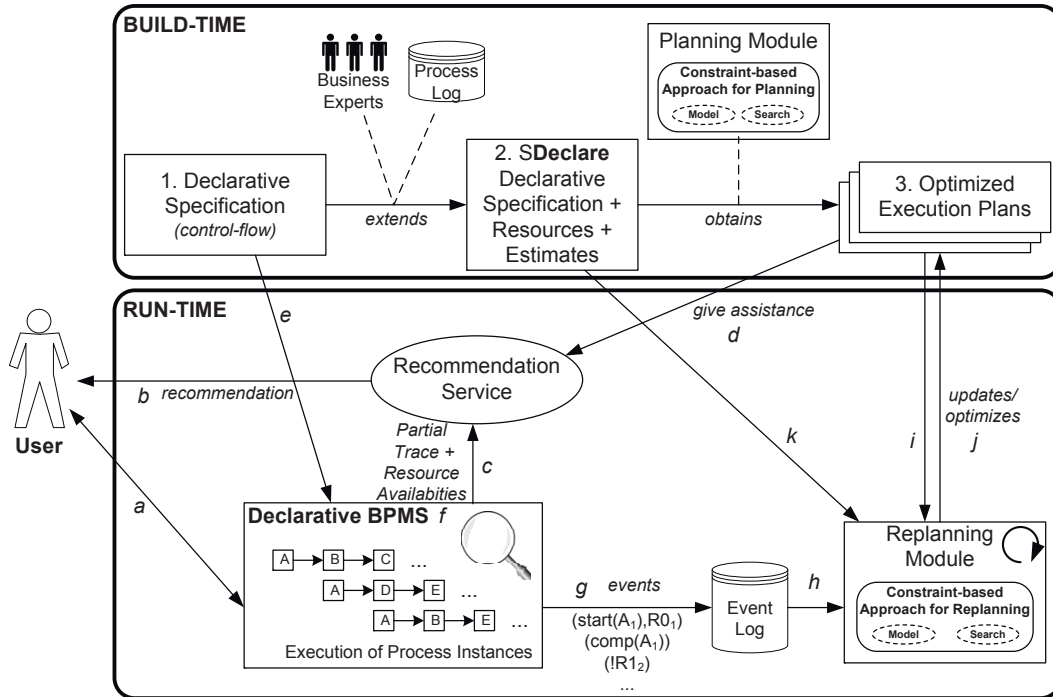 BUILD-TIME
Business
Experts
Process
Log
Planning Module
Constraint-based
Approach for Planning
Model
Search
1. Declarative
Specification
(control-flow)
extends
2. SDeclare
Declarative
Specification +
Resources +
Estimates
obtains
3. Optimized
Execution Plans
RUN-TIME
e
give assistance
d
Recommendation
Service
b recommendation
User
a
Partial
Trace +
Resource
Availabities
c
k
i
updates/
optimizes
j
Declarative BPMS f
A B C ...
A D E ...
A B E ...
Execution of Process Instances
g events
(start(A₁),R0₁)
(comp(A₁))
(!R1₂)
...
Event
Log
h
Replanning
Module
Constraint-based
Approach for Replanning
Model
Search